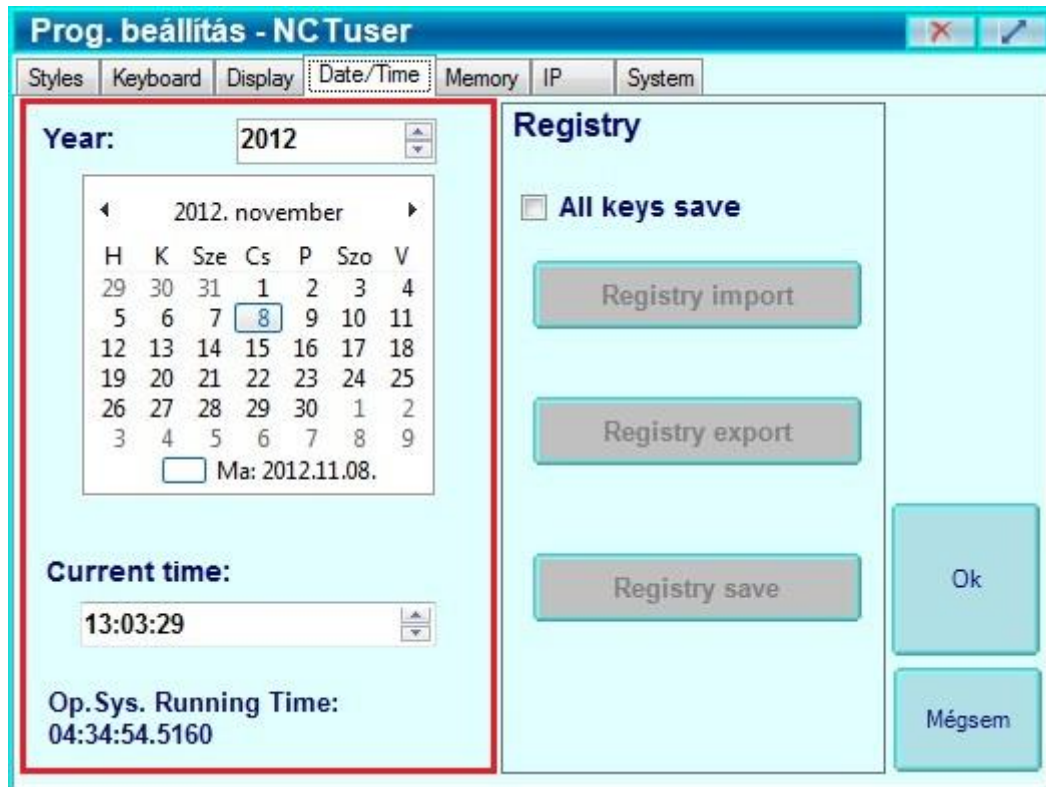 Prog. beállítás - NCTuser
Styles Keyboard Display Date/Time Memory IP System
Year: 2012
2012. november
H K Sze Cs P Szo V
29 30 31 1 2 3 4
5 6 7 8 9 10 11
12 13 14 15 16 17 18
19 20 21 22 23 24 25
26 27 28 29 30 1 2
3 4 5 6 7 8 9
Ma: 2012.11.08.
Current time:
13:03:29
Op.Sys. Running Time:
04:34:54.5160
Registry
All keys save
Registry import
Registry export
Registry save
Ok
Mégsem